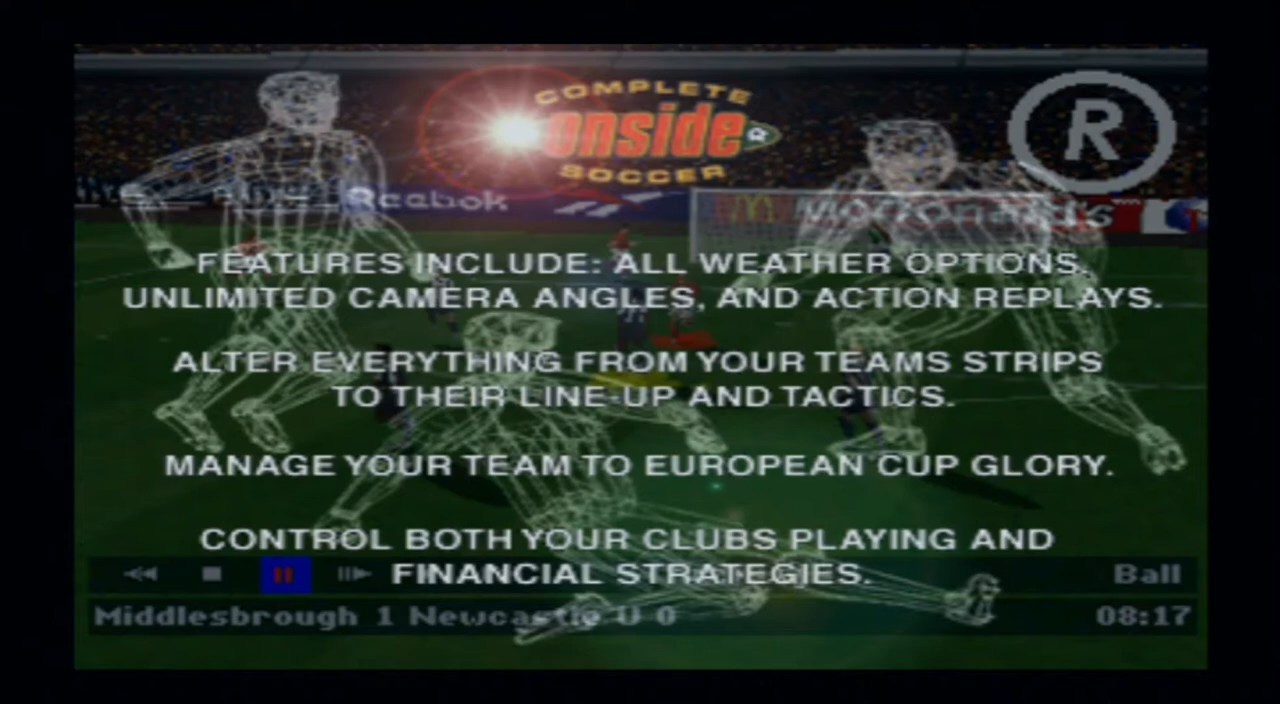 COMPLETE
onside
SOCCER
R
Reebok
McDonald's
FEATURES INCLUDE: ALL WEATHER OPTIONS.
UNLIMITED CAMERA ANGLES, AND ACTION REPLAYS.
ALTER EVERYTHING FROM YOUR TEAMS STRIPS
TO THEIR LINE-UP AND TACTICS.
MANAGE YOUR TEAM TO EUROPEAN CUP GLORY.
CONTROL BOTH YOUR CLUBS PLAYING AND
FINANCIAL STRATEGIES.
Ball
Middlesbrough 1 Newcastle U 0
08:17